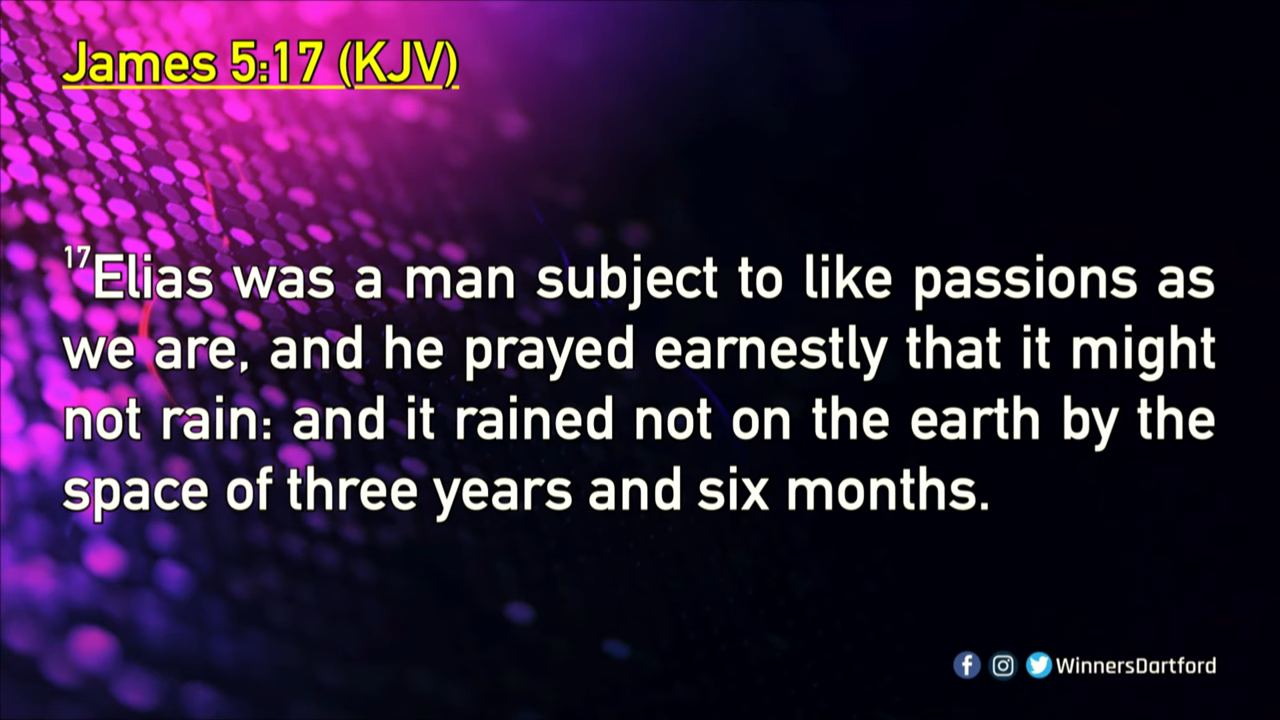 James 5:17 (KJV)
17Elias was a man subject to like passions as
we are, and he prayed earnestly that it might
not rain: and it rained not on the earth by the
space of three years and six months.
WinnersDartford